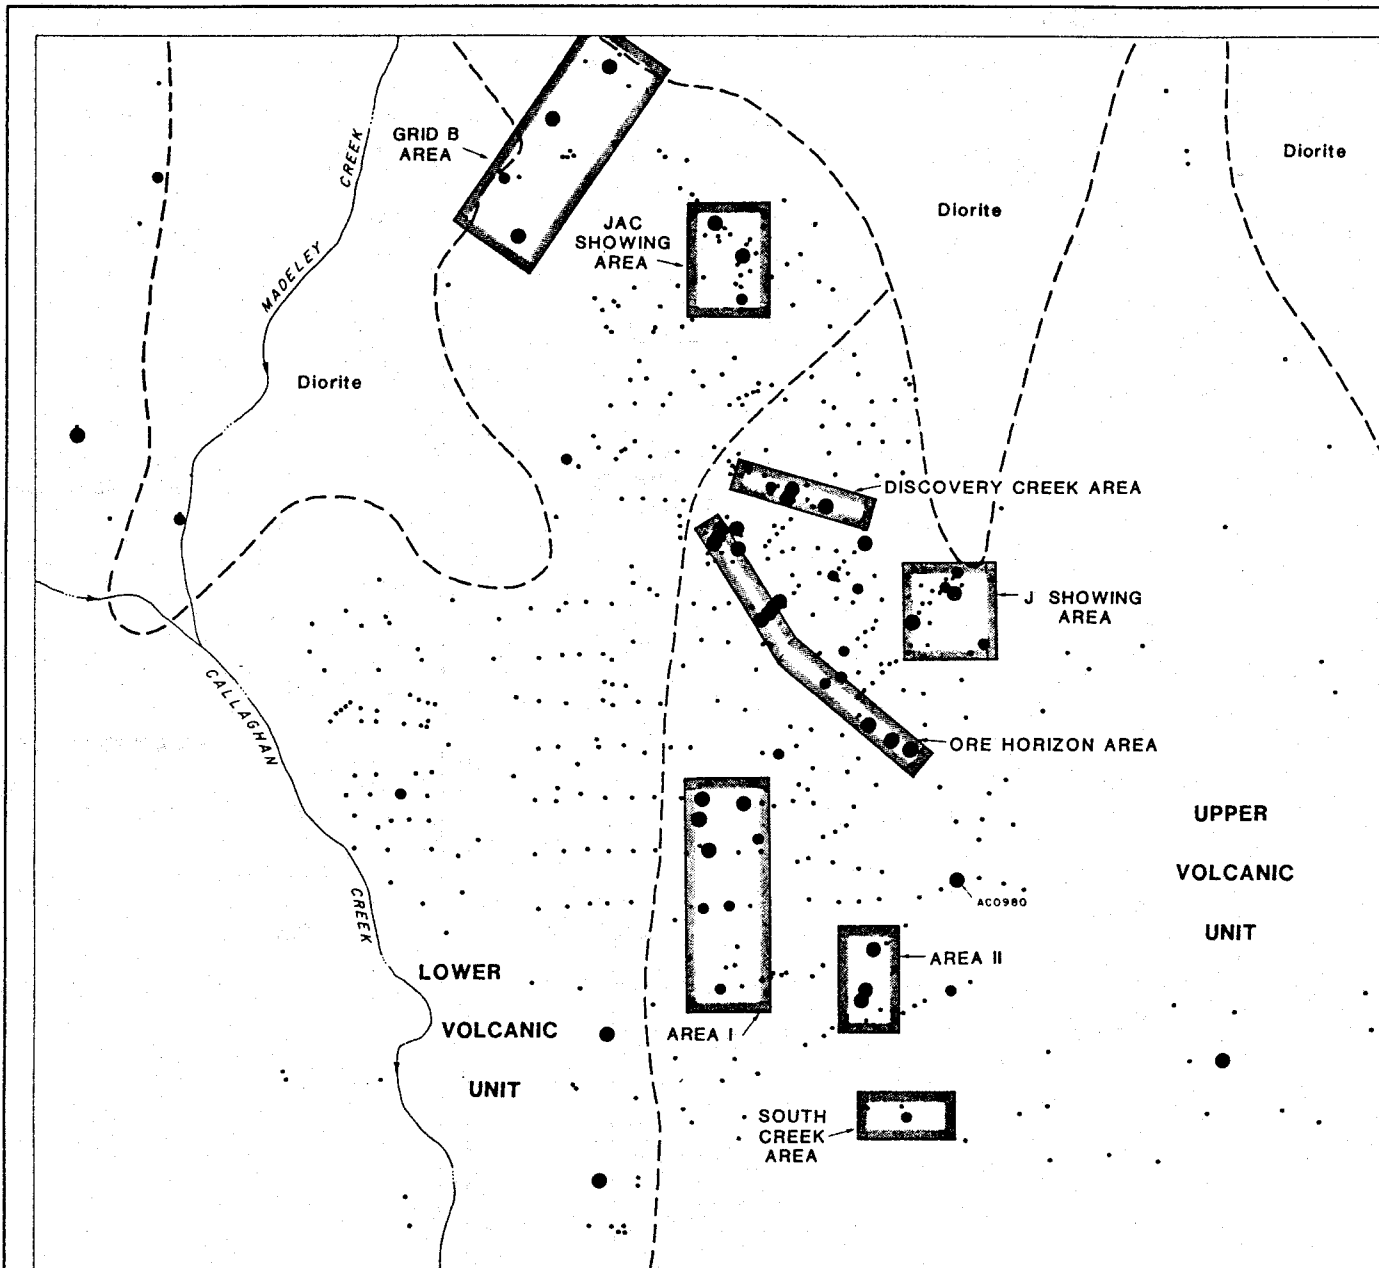 GRID B
AREA
CREEK
MADELEY
JAC
SHOWING
AREA
Diorite
Diorite
Diorite
DISCOVERY CREEK AREA
J SHOWING
AREA
CALLAGHAN
CREEK
ORE HORIZON AREA
UPPER
VOLCANIC
UNIT
AC0980
LOWER
VOLCANIC
UNIT
AREA II
AREA I
SOUTH
CREEK
AREA